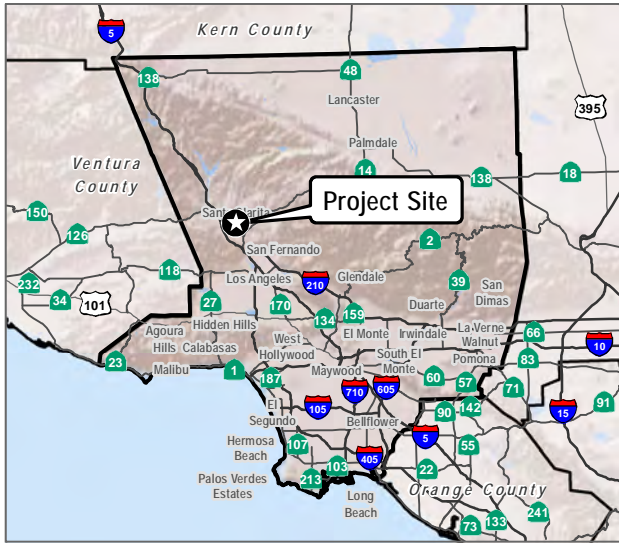 Kern County
5
138
48
Lancaster
395
Palmdale
Ventura
County
14
138
18
150
Santa Clarita
Project Site
126
San Fernando
2
118
Los Angeles
210
Glendale
39
San
Dimas
232
34
101
27
170
134
159
Duarte
Hidden Hills
El Monte
Irwindale
La Verne
66
Agoura
Hills
Calabasas
West
Hollywood
Walnut
10
23
Malibu
1
187
Maywood
South El
Monte
Pomona
83
60
57
71
710
605
105
El
Segundo
Bellflower
90
142
15
91
Hermosa
Beach
107
5
55
405
22
Palos Verdes
Estates
213
103
Long
Beach
Orange County
73
133
241